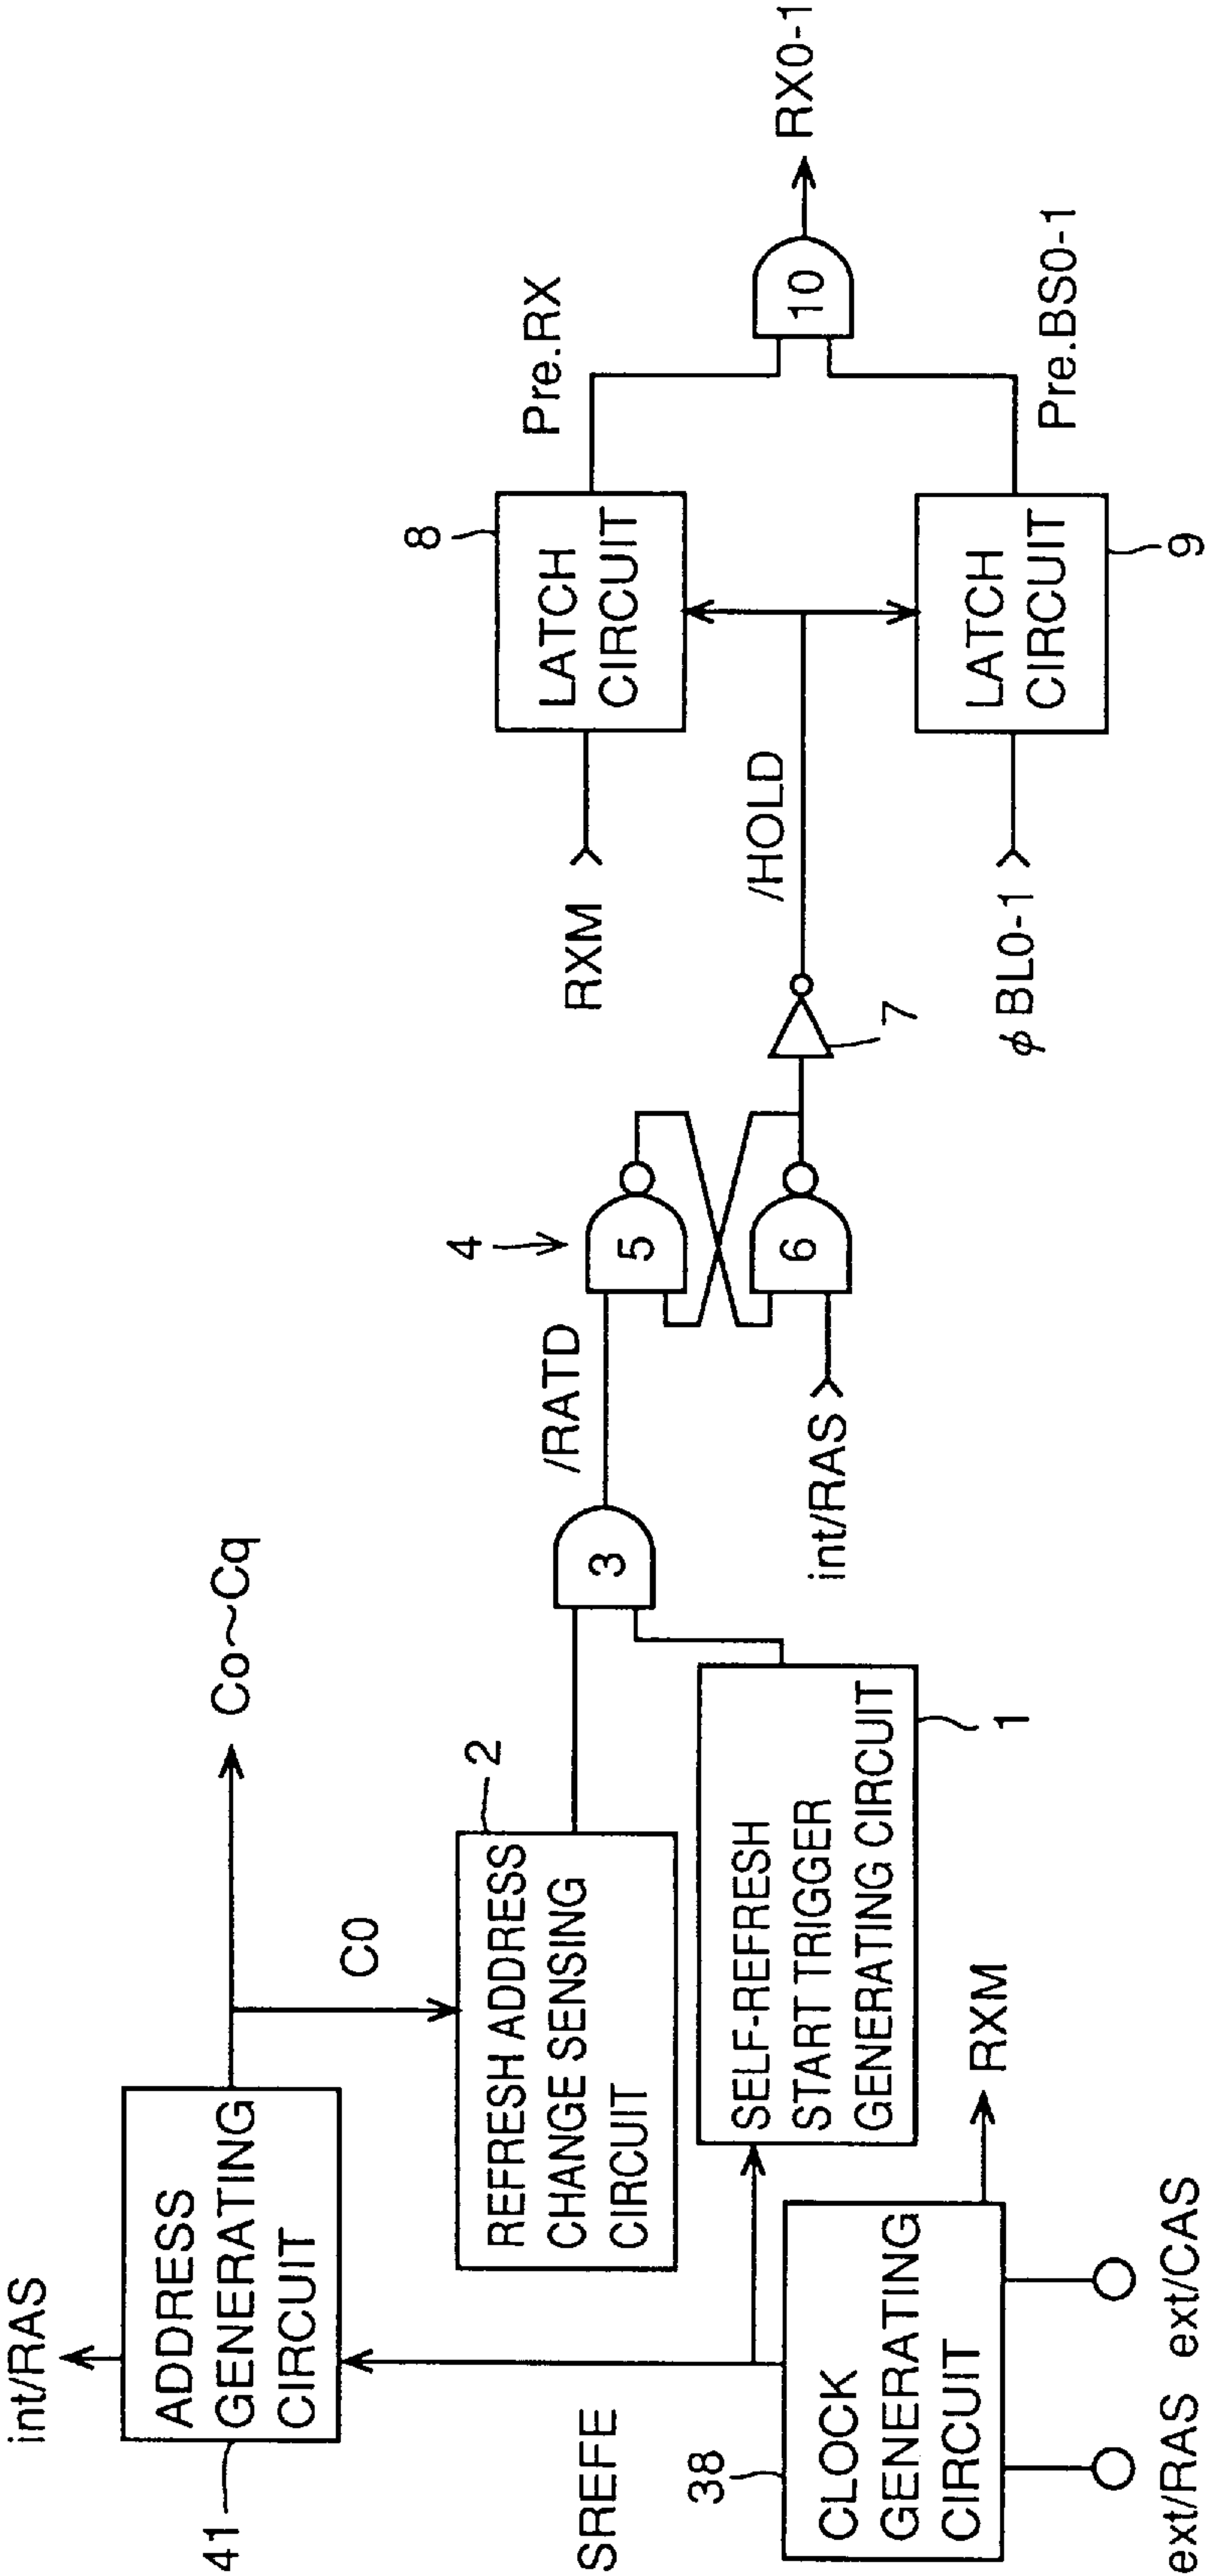 int/RAS
41
ADDRESS
GENERATING
CIRCUIT
Co~Cq
C0
SREFE
38
CLOCK
GENERATING
CIRCUIT
ext/RAS
ext/CAS
RXM
2
REFRESH ADDRESS
CHANGE SENSING
CIRCUIT
SELF-REFRESH
START TRIGGER
GENERATING CIRCUIT
1
3
/RATD
4
5
6
int/RAS
7
/HOLD
RXM
8
LATCH
CIRCUIT
Pre.RX
φBL0-1
LATCH
CIRCUIT
9
Pre.BS0-1
10
RX0-1